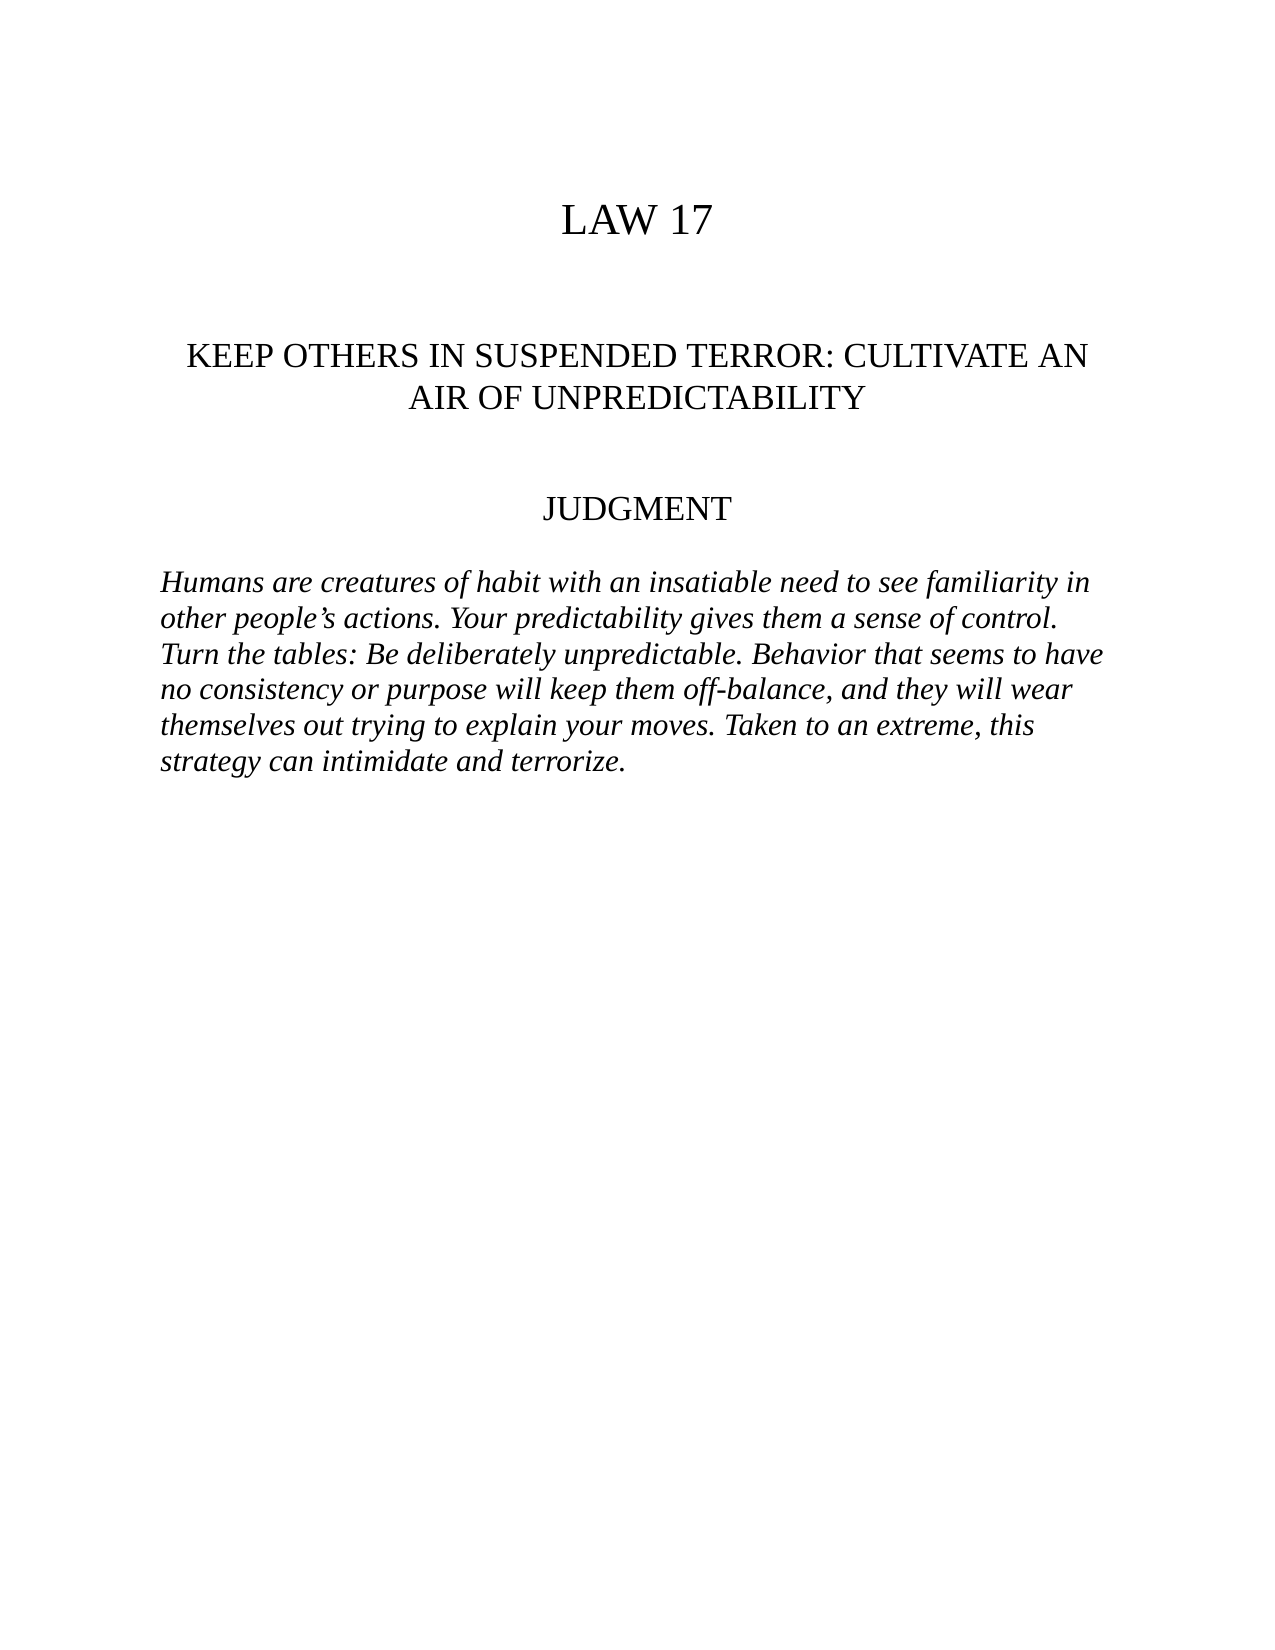 LAW 17
KEEP OTHERS IN SUSPENDED TERROR: CULTIVATE AN
AIR OF UNPREDICTABILITY
JUDGMENT
Humans are creatures of habit with an insatiable need to see familiarity in
other people’s actions. Your predictability gives them a sense of control.
Turn the tables: Be deliberately unpredictable. Behavior that seems to have
no consistency or purpose will keep them off-balance, and they will wear
themselves out trying to explain your moves. Taken to an extreme, this
strategy can intimidate and terrorize.